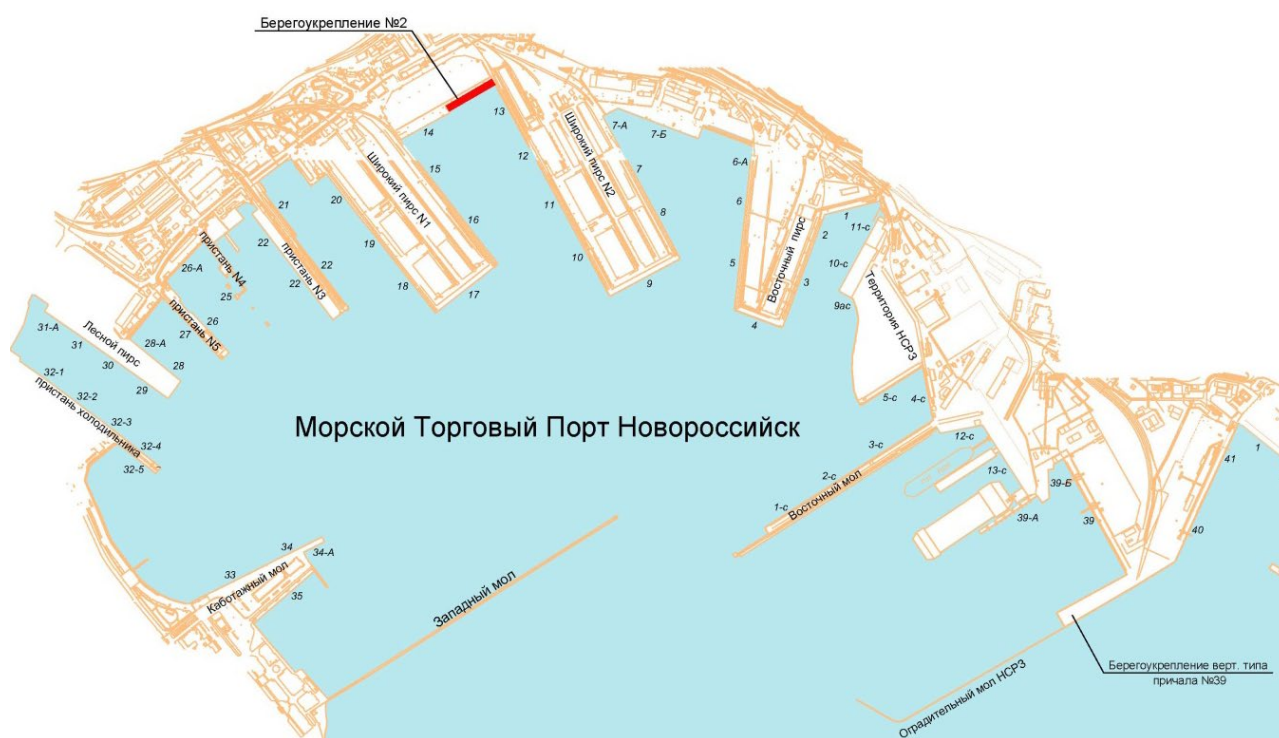 Берегоукрепление №2
13
14
7-А
7-Б
Широкий пирс N2
12
15
6-А
7
Широкий пирс N1
20
21
6
11
16
8
1
11-с
2
Восточный пирс
22
пристань N3
22
22
19
пристань N4
26-А
25
10
5
3
10-с
9ас
Территория НСРЗ
18
17
9
4
пристань N5
26
27
28-А
28
31-А
31
Лесной пирс
30
29
32-1
32-2
32-3
32-4
32-5
пристань холодильника
5-с
4-с
Морской Торговый Порт Новороссийск
3-с
2-с
1-с
Восточный мол
12-с
13-с
39-А
39-Б
39
41
1
40
34
34-А
33
Каботажный мол
35
Западный мол
Берегоукрепление верт. типа
причала №39
Оградительный мол НСРЗ